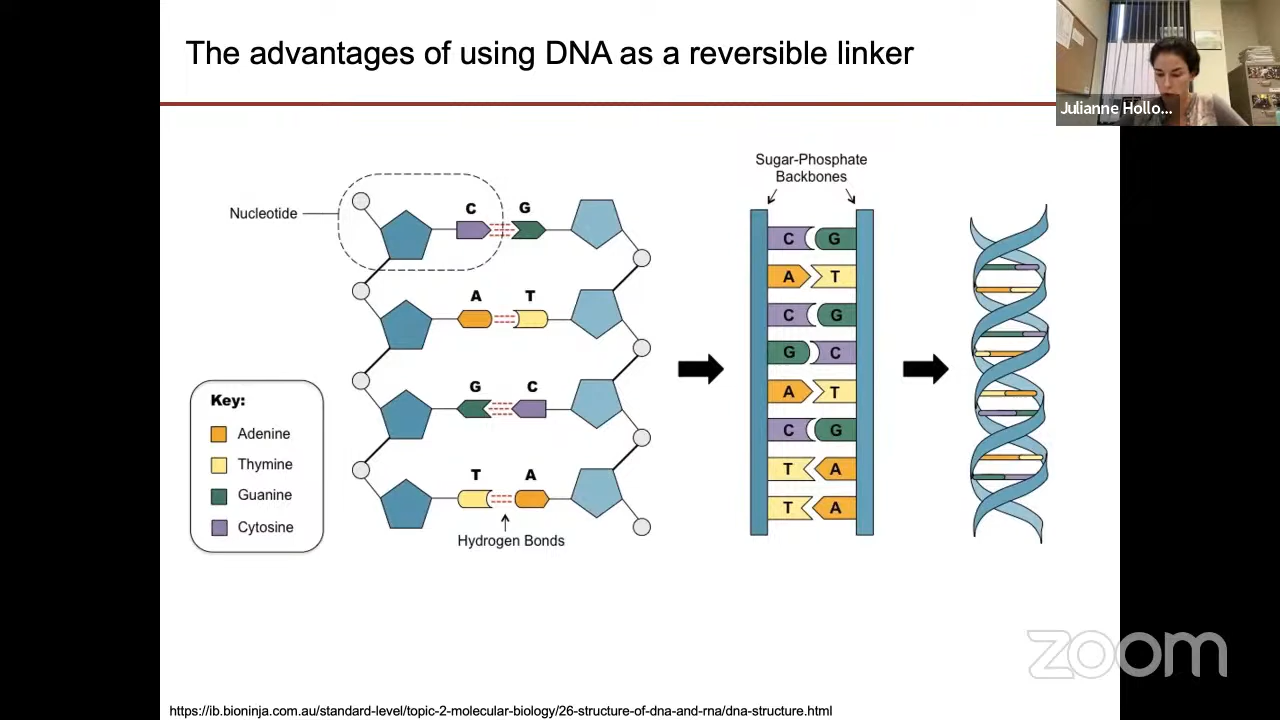 The advantages of using DNA as a reversible linker
Julianne Hollo...
Nucleotide
C G
A T
G C
T A
Hydrogen Bonds
Key:
Adenine
Thymine
Guanine
Cytosine
Sugar-Phosphate
Backbones
C G
A T
C G
G C
A T
C G
T A
T A
zoom
https://ib.bioninja.com.au/standard-level/topic-2-molecular-biology/26-structure-of-dna-and-rna/dna-structure.html